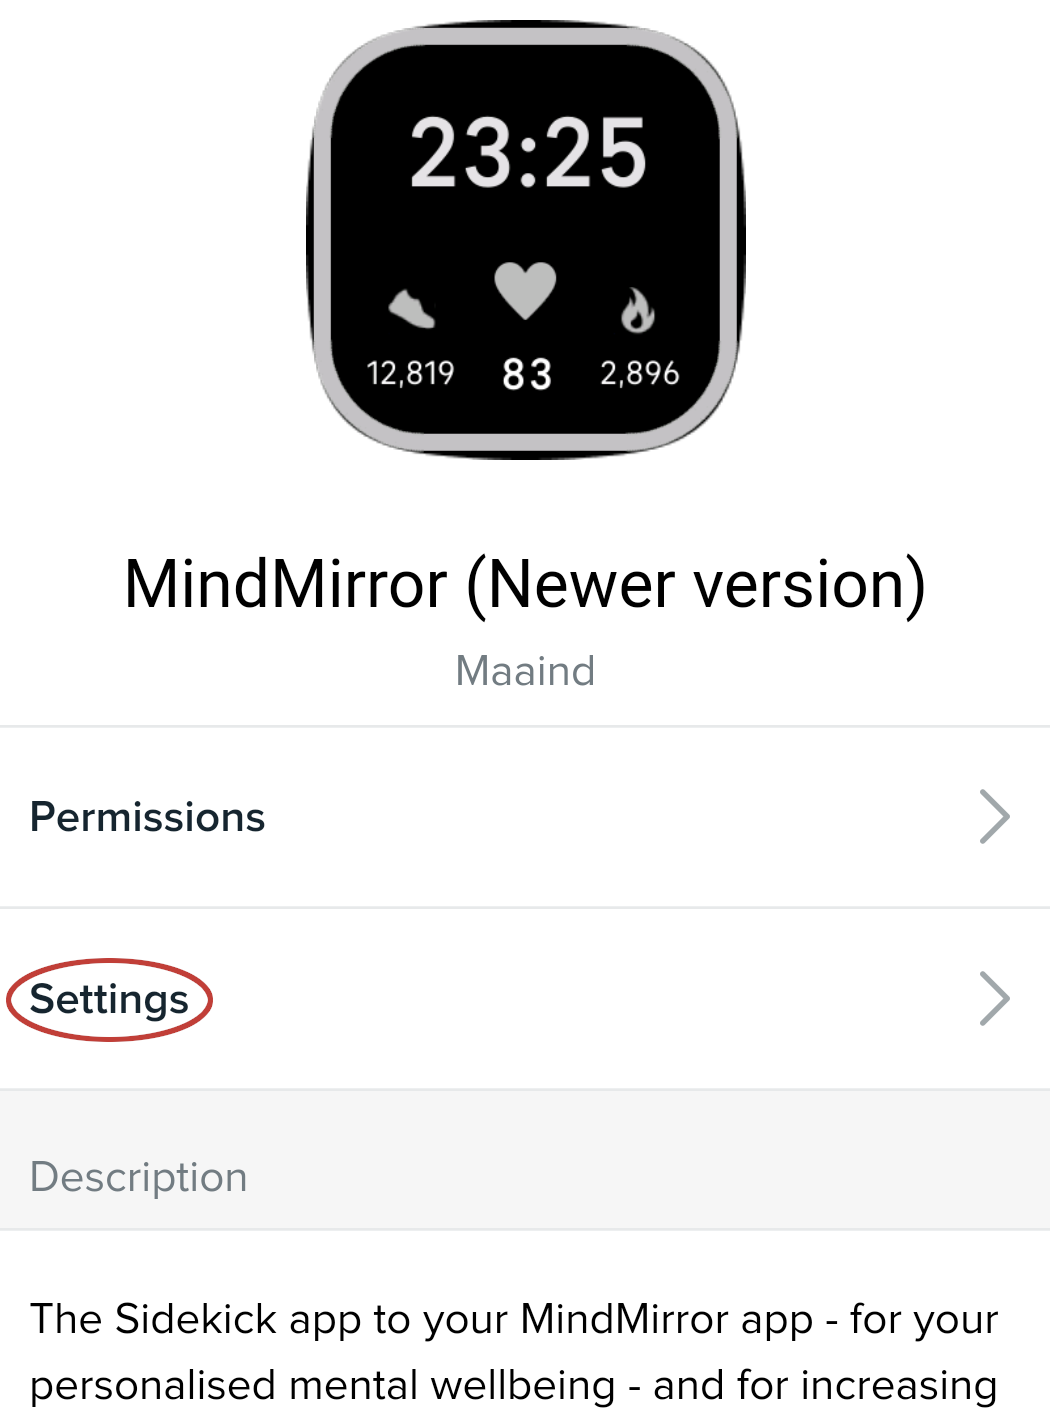 23:25
12,819 83 2,896
MindMirror (Newer version)
Maaind
Permissions
Settings
Description
The Sidekick app to your MindMirror app - for your
personalised mental wellbeing - and for increasing